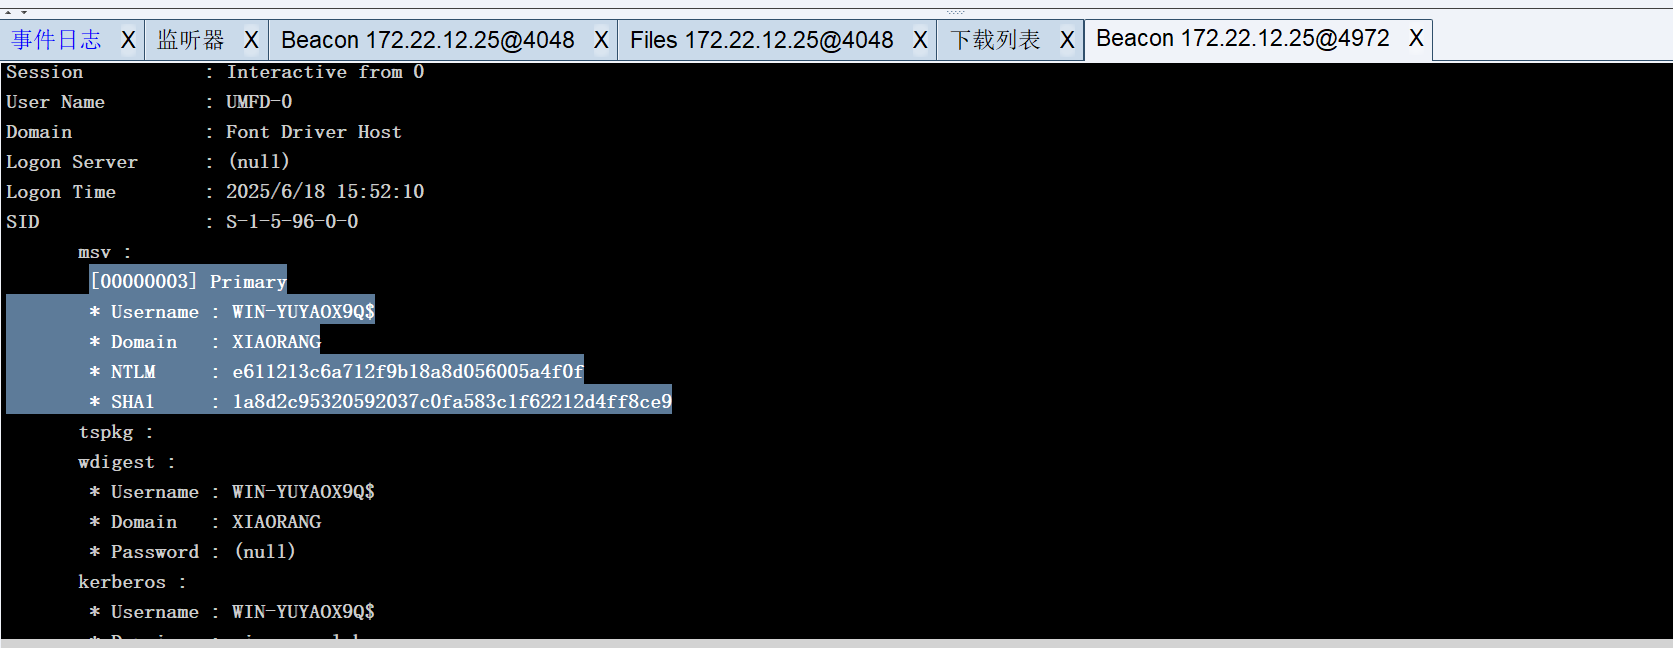 事件日志 X 监听器 X Beacon 172.22.12.25@4048 X Files 172.22.12.25@4048 X 下载列表 X Beacon 172.22.12.25@4972 X
Session : Interactive from 0
User Name : UMFD-0
Domain : Font Driver Host
Logon Server : (null)
Logon Time : 2025/6/18 15:52:10
SID : S-1-5-96-0-0
msv :
[00000003] Primary
* Username : WIN-YUYAOX9Q$
* Domain : XIAORANG
* NTLM : e611213c6a712f9b18a8d056005a4f0f
* SHA1 : 1a8d2c95320592037c0fa583c1f62212d4ff8ce9
tspkg :
wdigest :
* Username : WIN-YUYAOX9Q$
* Domain : XIAORANG
* Password : (null)
kerberos :
* Username : WIN-YUYAOX9Q$